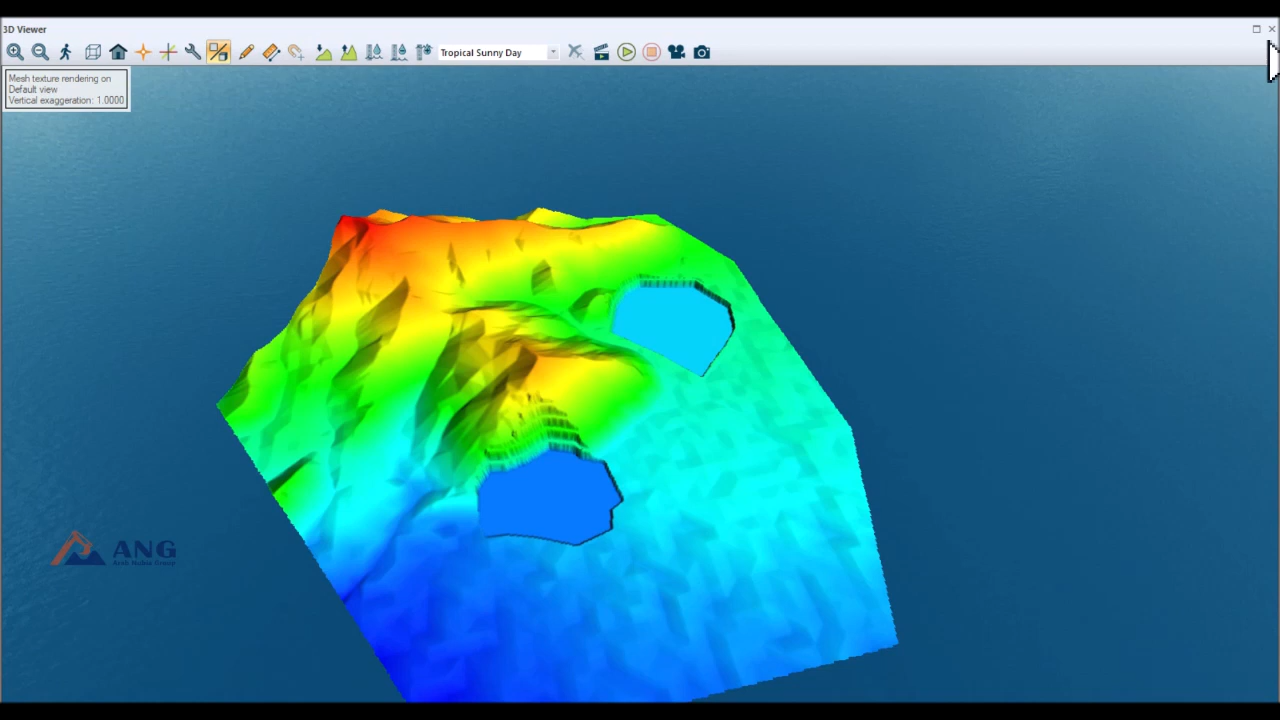 3D Viewer
Tropical Sunny Day
Mesh texture rendering on
Default view
Vertical exaggeration: 1.0000
ANG
Arab Nubia Group